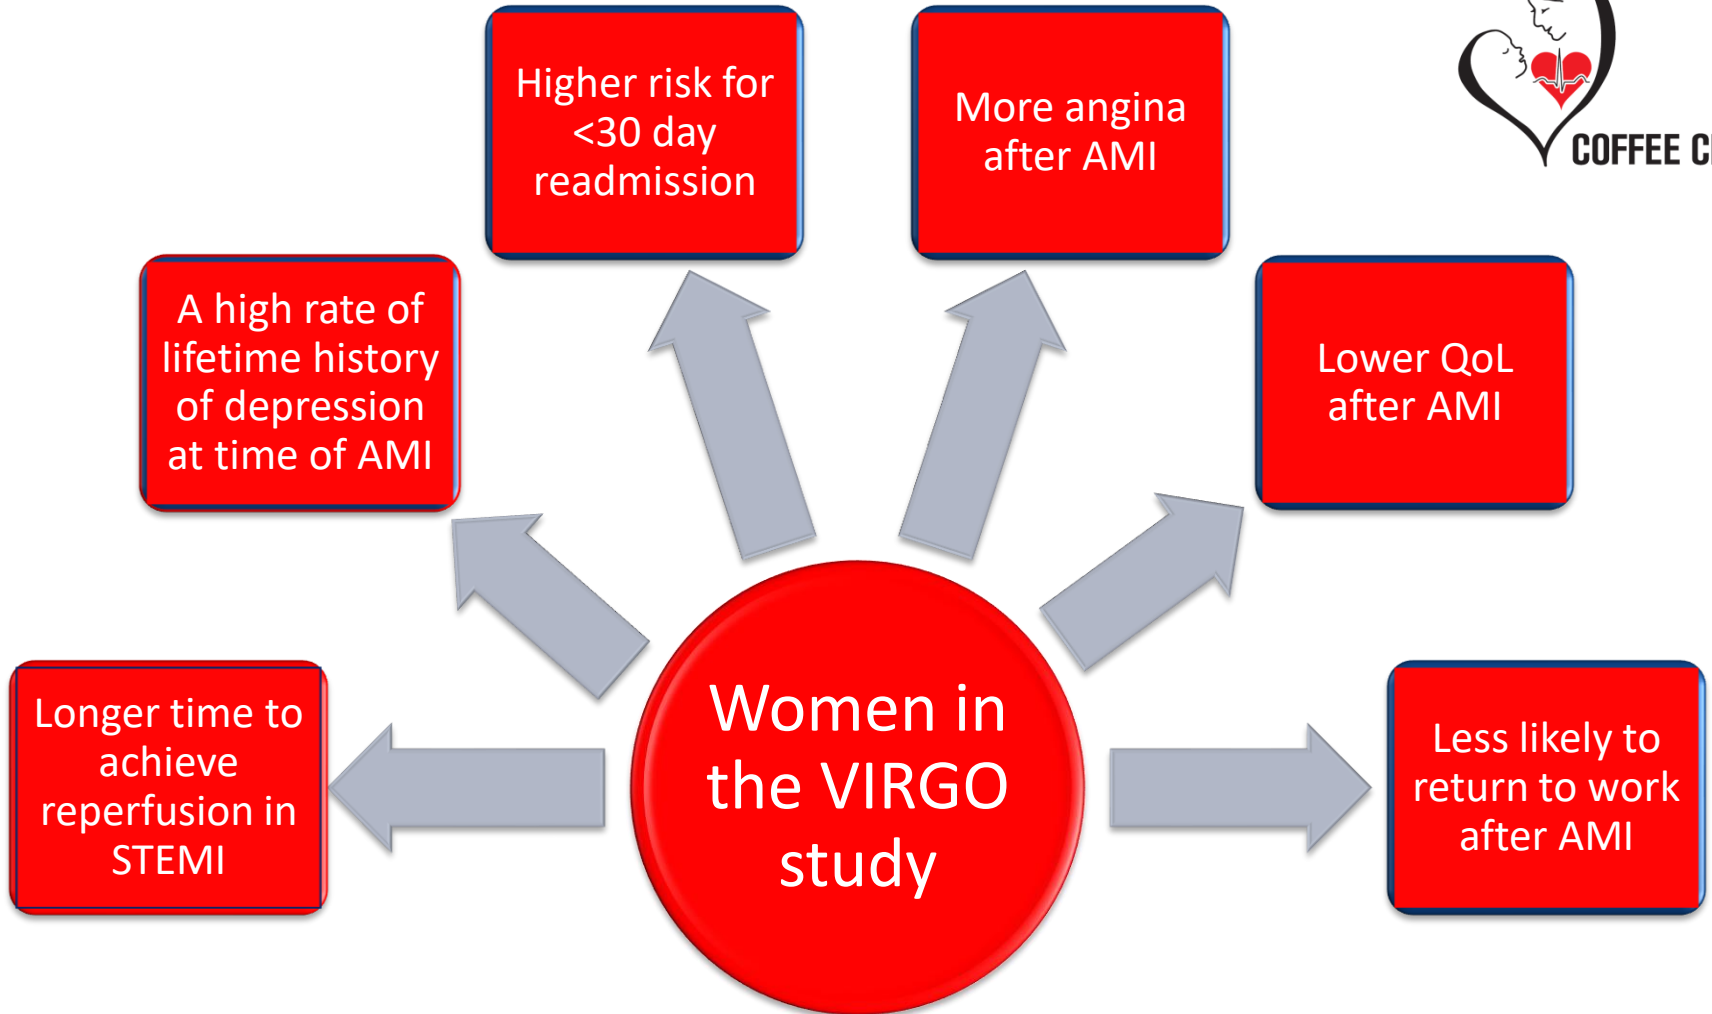 Higher risk for
<30 day
readmission
More angina
after AMI
COFFEE
A high rate of
lifetime history
of depression
at time of AMI
Lower QoL
after AMI
Longer time to
achieve
reperfusion in
STEMI
Women in
the VIRGO
study
Less likely to
return to work
after AMI